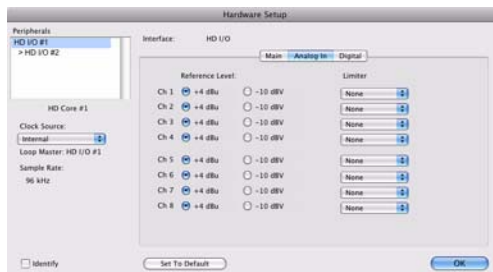 Hardware Setup
Peripherals
HD I/O #1
> HD I/O #2
HD Core #1
Clock Source:
Internal
Loop Master: HD I/O #1
Sample Rate:
96 kHz
Identify
Interface: HD I/O
Main Analog In Digital
Reference Level: Limiter
Ch 1 +4 dBu -10 dBV None
Ch 2 +4 dBu -10 dBV None
Ch 3 +4 dBu -10 dBV None
Ch 4 +4 dBu -10 dBV None
Ch 5 +4 dBu -10 dBV None
Ch 6 +4 dBu -10 dBV None
Ch 7 +4 dBu -10 dBV None
Ch 8 +4 dBu -10 dBV None
Set To Default OK